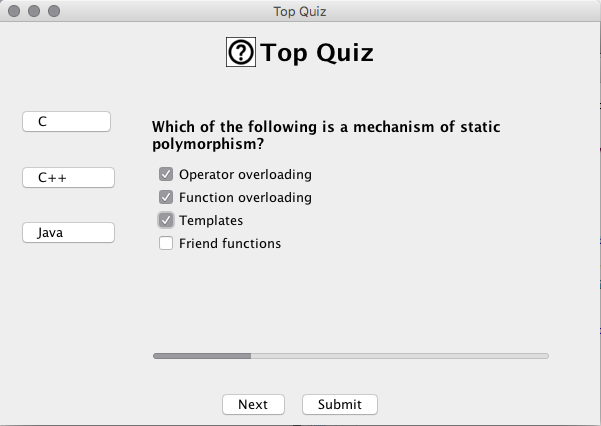 Top Quiz
Top Quiz
C
C++
Java
Which of the following is a mechanism of static
polymorphism?
Operator overloading
Function overloading
Templates
Friend functions
Next
Submit